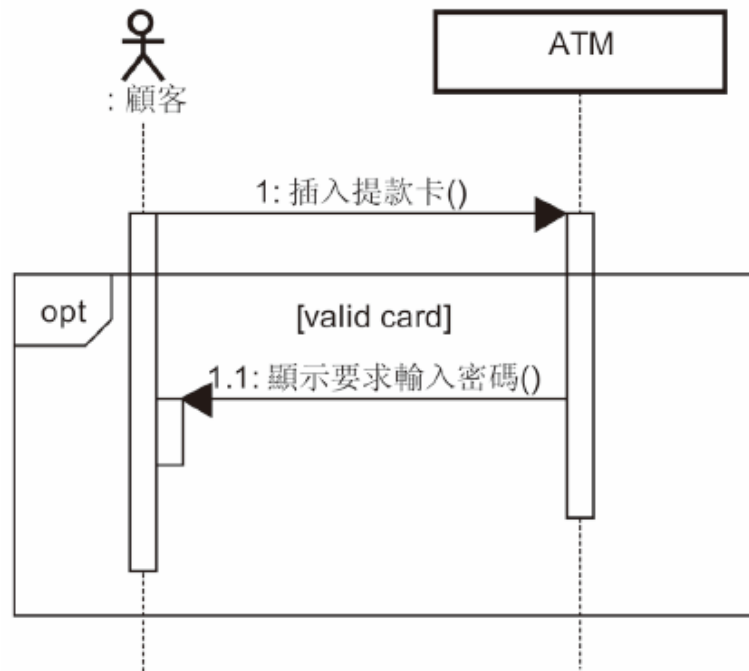 ATM
: 顧客
1: 插入提款卡()
opt
[valid card]
1.1: 顯示要求輸入密碼()